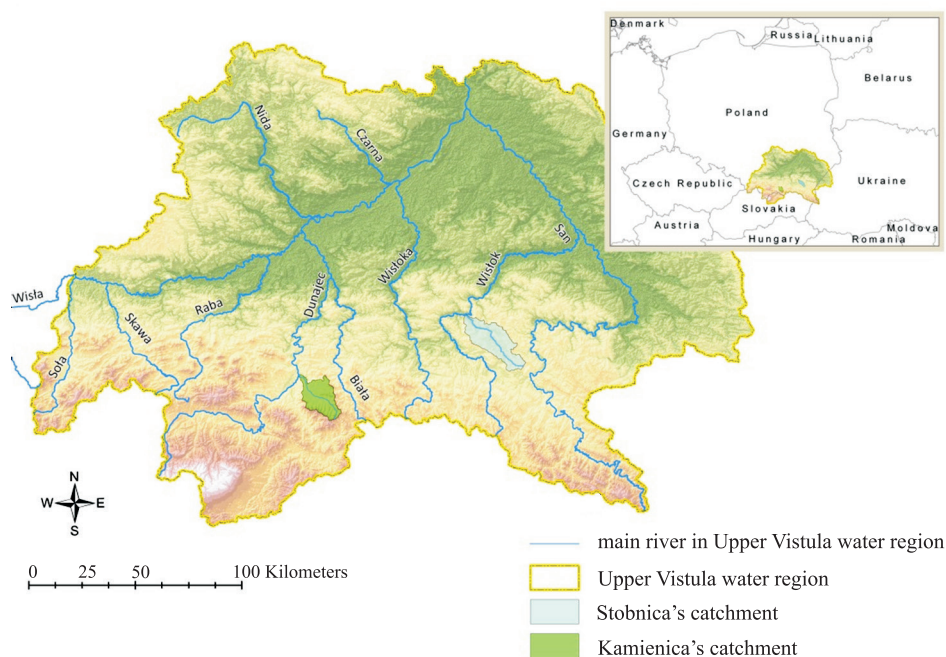 Denmark
Russia
Lithuania
Belarus
Poland
Germany
Czech Republic
Ukraine
Slovakia
Austria
Moldova
Hungary
Romania
Nida
Czarna
San
Wisłok
Wisłoka
Dunajec
Wisła
Raba
Skawa
Soła
Biała
N
W E
S
0 25 50 100 Kilometers
main river in Upper Vistula water region
Upper Vistula water region
Stobnica's catchment
Kamienica's catchment